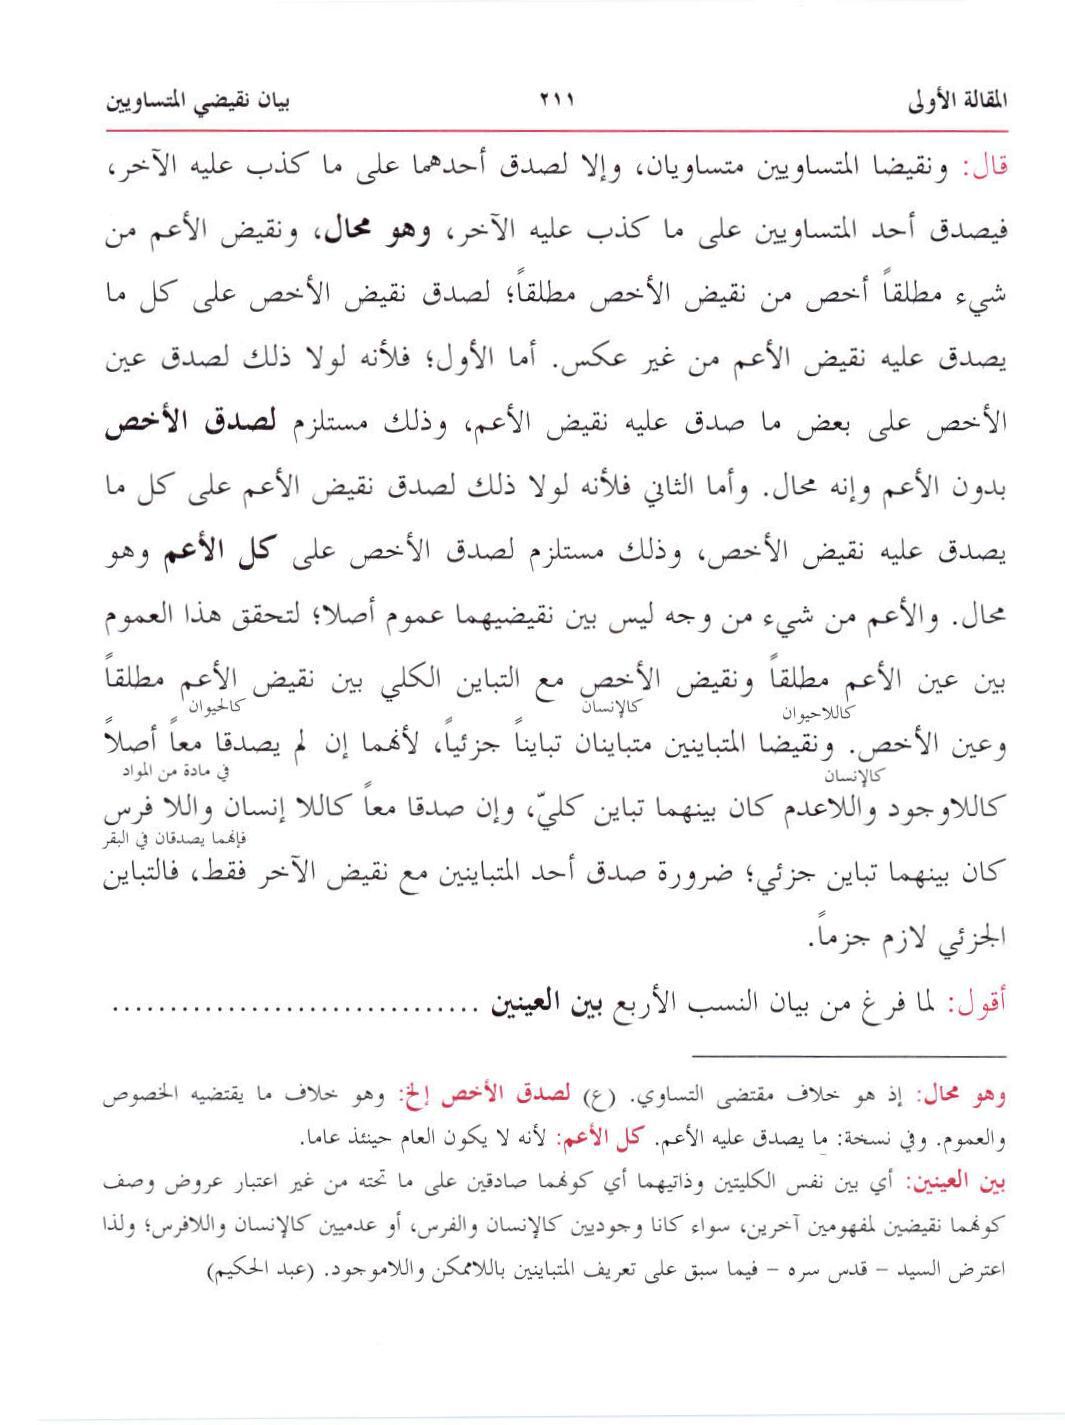 المقالة الأولى ٢١١ بيان نقيضي المتساويين
قال: ونقيضا المتساويين متساويان، وإلا لصدق أحدهما على ما كذب عليه الآخر،
فيصدق أحد المتساويين على ما كذب عليه الآخر، وهو محال، ونقيض الأعم من
شيء مطلقاً أخص من نقيض الأخص مطلقاً؛ لصدق نقيض الأخص على كل ما
يصدق عليه نقيض الأعم من غير عكس. أما الأول؛ فلأنه لولا ذلك لصدق عين
الأخص على بعض ما صدق عليه نقيض الأعم، وذلك مستلزم لصدق الأخص
بدون الأعم وإنه محال. وأما الثاني فلأنه لولا ذلك لصدق نقيض الأعم على كل ما
يصدق عليه نقيض الأخص، وذلك مستلزم لصدق الأخص على كل الأعم وهو
محال. والأعم من شيء من وجه ليس بين نقيضيهما عموم أصلا؛ لتحقق هذا العموم
بين عين الأعم مطلقاً ونقيض الأخص مع التباين الكلي بين نقيض الأعم مطلقاً
كاللاحيوان كالإنسان كالحيوان
وعين الأخص. ونقيضا المتباينين متباينان تبايناً جزئياً، لأنهما إن لم يصدقا معاً أصلاً
كالإنسان في مادة من المواد
كاللاوجود واللاعدم كان بينهما تباين كليّ، وإن صدقا معاً كاللا إنسان واللا فرس
فإنهما يصدقان في البقر
كان بينهما تباين جزئي؛ ضرورة صدق أحد المتباينين مع نقيض الآخر فقط، فالتباين
الجزئي لازم جزماً.
أقول: لما فرغ من بيان النسب الأربع بين العينين ................................
وهو محال: إذ هو خلاف مقتضى التساوي. (ع) لصدق الأخص إلخ: وهو خلاف ما يقتضيه الخصوص
والعموم. وفي نسخة: ما يصدق عليه الأعم. كل الأعم: لأنه لا يكون العام حينئذ عاما.
بين العينين: أي بين نفس الكليتين وذاتيهما أي كونهما صادقين على ما تحته من غير اعتبار عروض وصف
كونهما نقيضين لمفهومين آخرين، سواء كانا وجوديين كالإنسان والفرس، أو عدميين كالإنسان واللافرس؛ ولذا
اعترض السيد – قدس سره – فيما سبق على تعريف المتباينين باللاممكن واللاموجود. (عبد الحكيم)